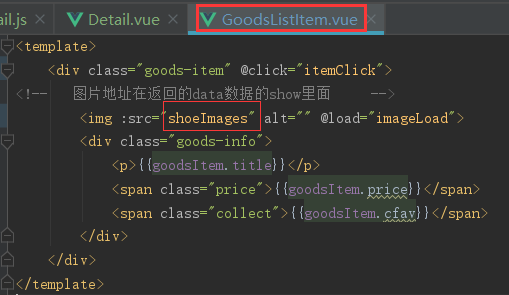 ail.js × Detail.vue × GoodsListItem.vue ×
<template>
<div class="goods-item" @click="itemClick">
<!-- 图片地址在返回的data数据的show里面 -->
<img :src="shoeImages" alt="" @load="imageLoad">
<div class="goods-info">
<p>{{goodsItem.title}}</p>
<span class="price">{{goodsItem.price}}</span>
<span class="collect">{{goodsItem.cfav}}</span>
</div>
</div>
</template>